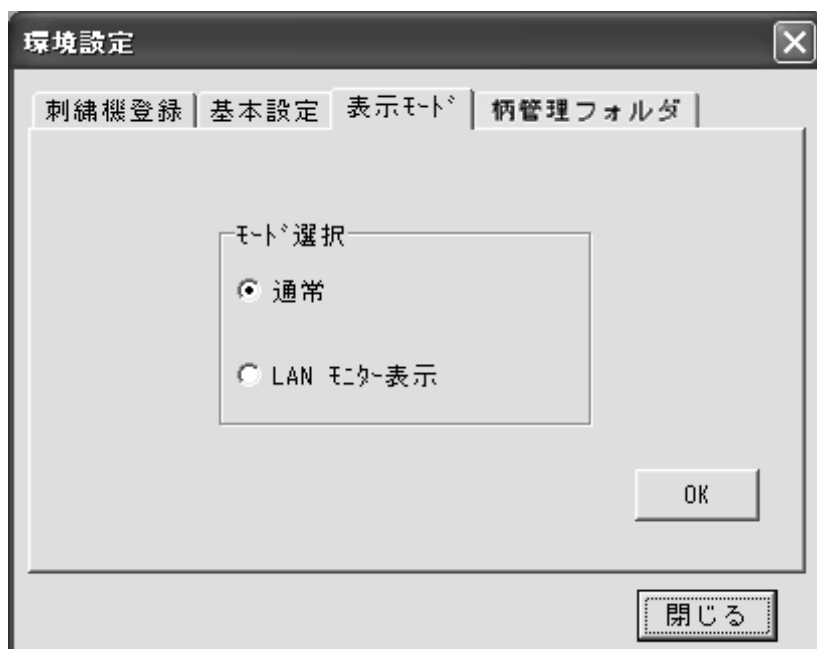 環境設定
刺繍機登録 基本設定 表示ﾓｰﾄﾞ 柄管理フォルダ
ﾓｰﾄﾞ選択
通常
LAN ﾓﾆﾀｰ表示
OK
閉じる